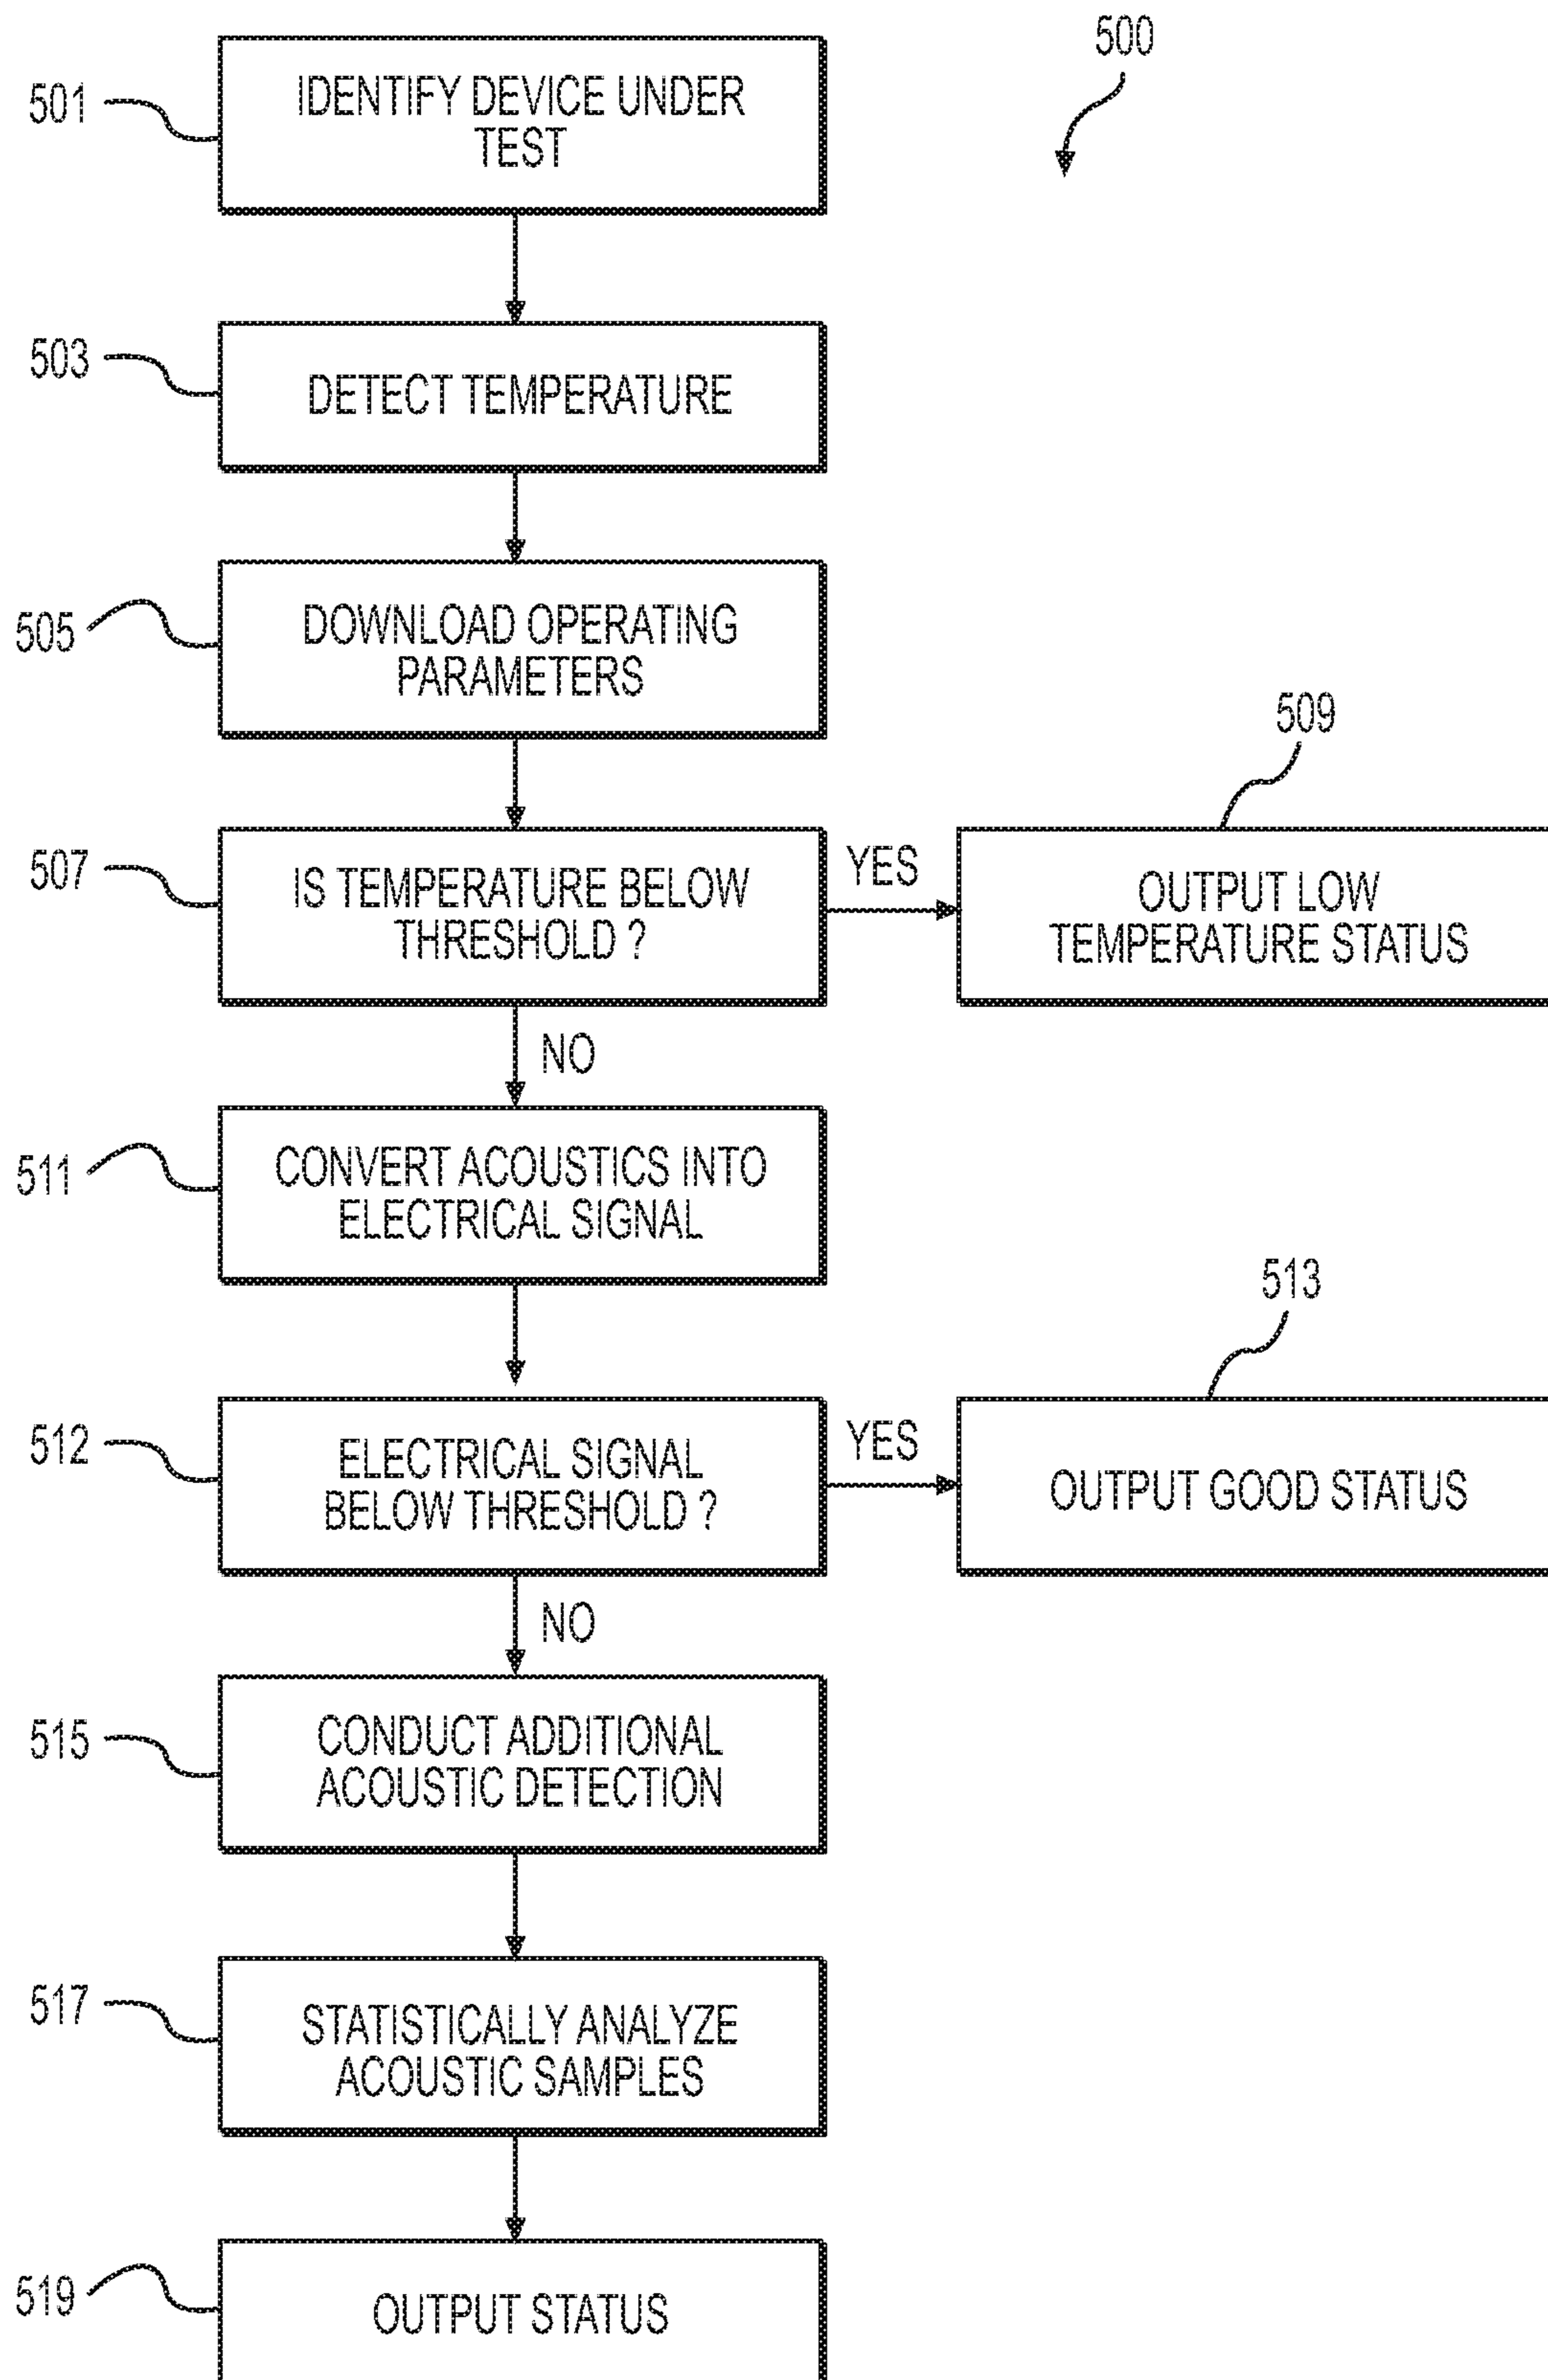 500
501
IDENTIFY DEVICE UNDER
TEST
503
DETECT TEMPERATURE
505
DOWNLOAD OPERATING
PARAMETERS
507
IS TEMPERATURE BELOW
THRESHOLD ?
YES
509
OUTPUT LOW
TEMPERATURE STATUS
NO
511
CONVERT ACOUSTICS INTO
ELECTRICAL SIGNAL
512
ELECTRICAL SIGNAL
BELOW THRESHOLD ?
YES
513
OUTPUT GOOD STATUS
NO
515
CONDUCT ADDITIONAL
ACOUSTIC DETECTION
517
STATISTICALLY ANALYZE
ACOUSTIC SAMPLES
519
OUTPUT STATUS